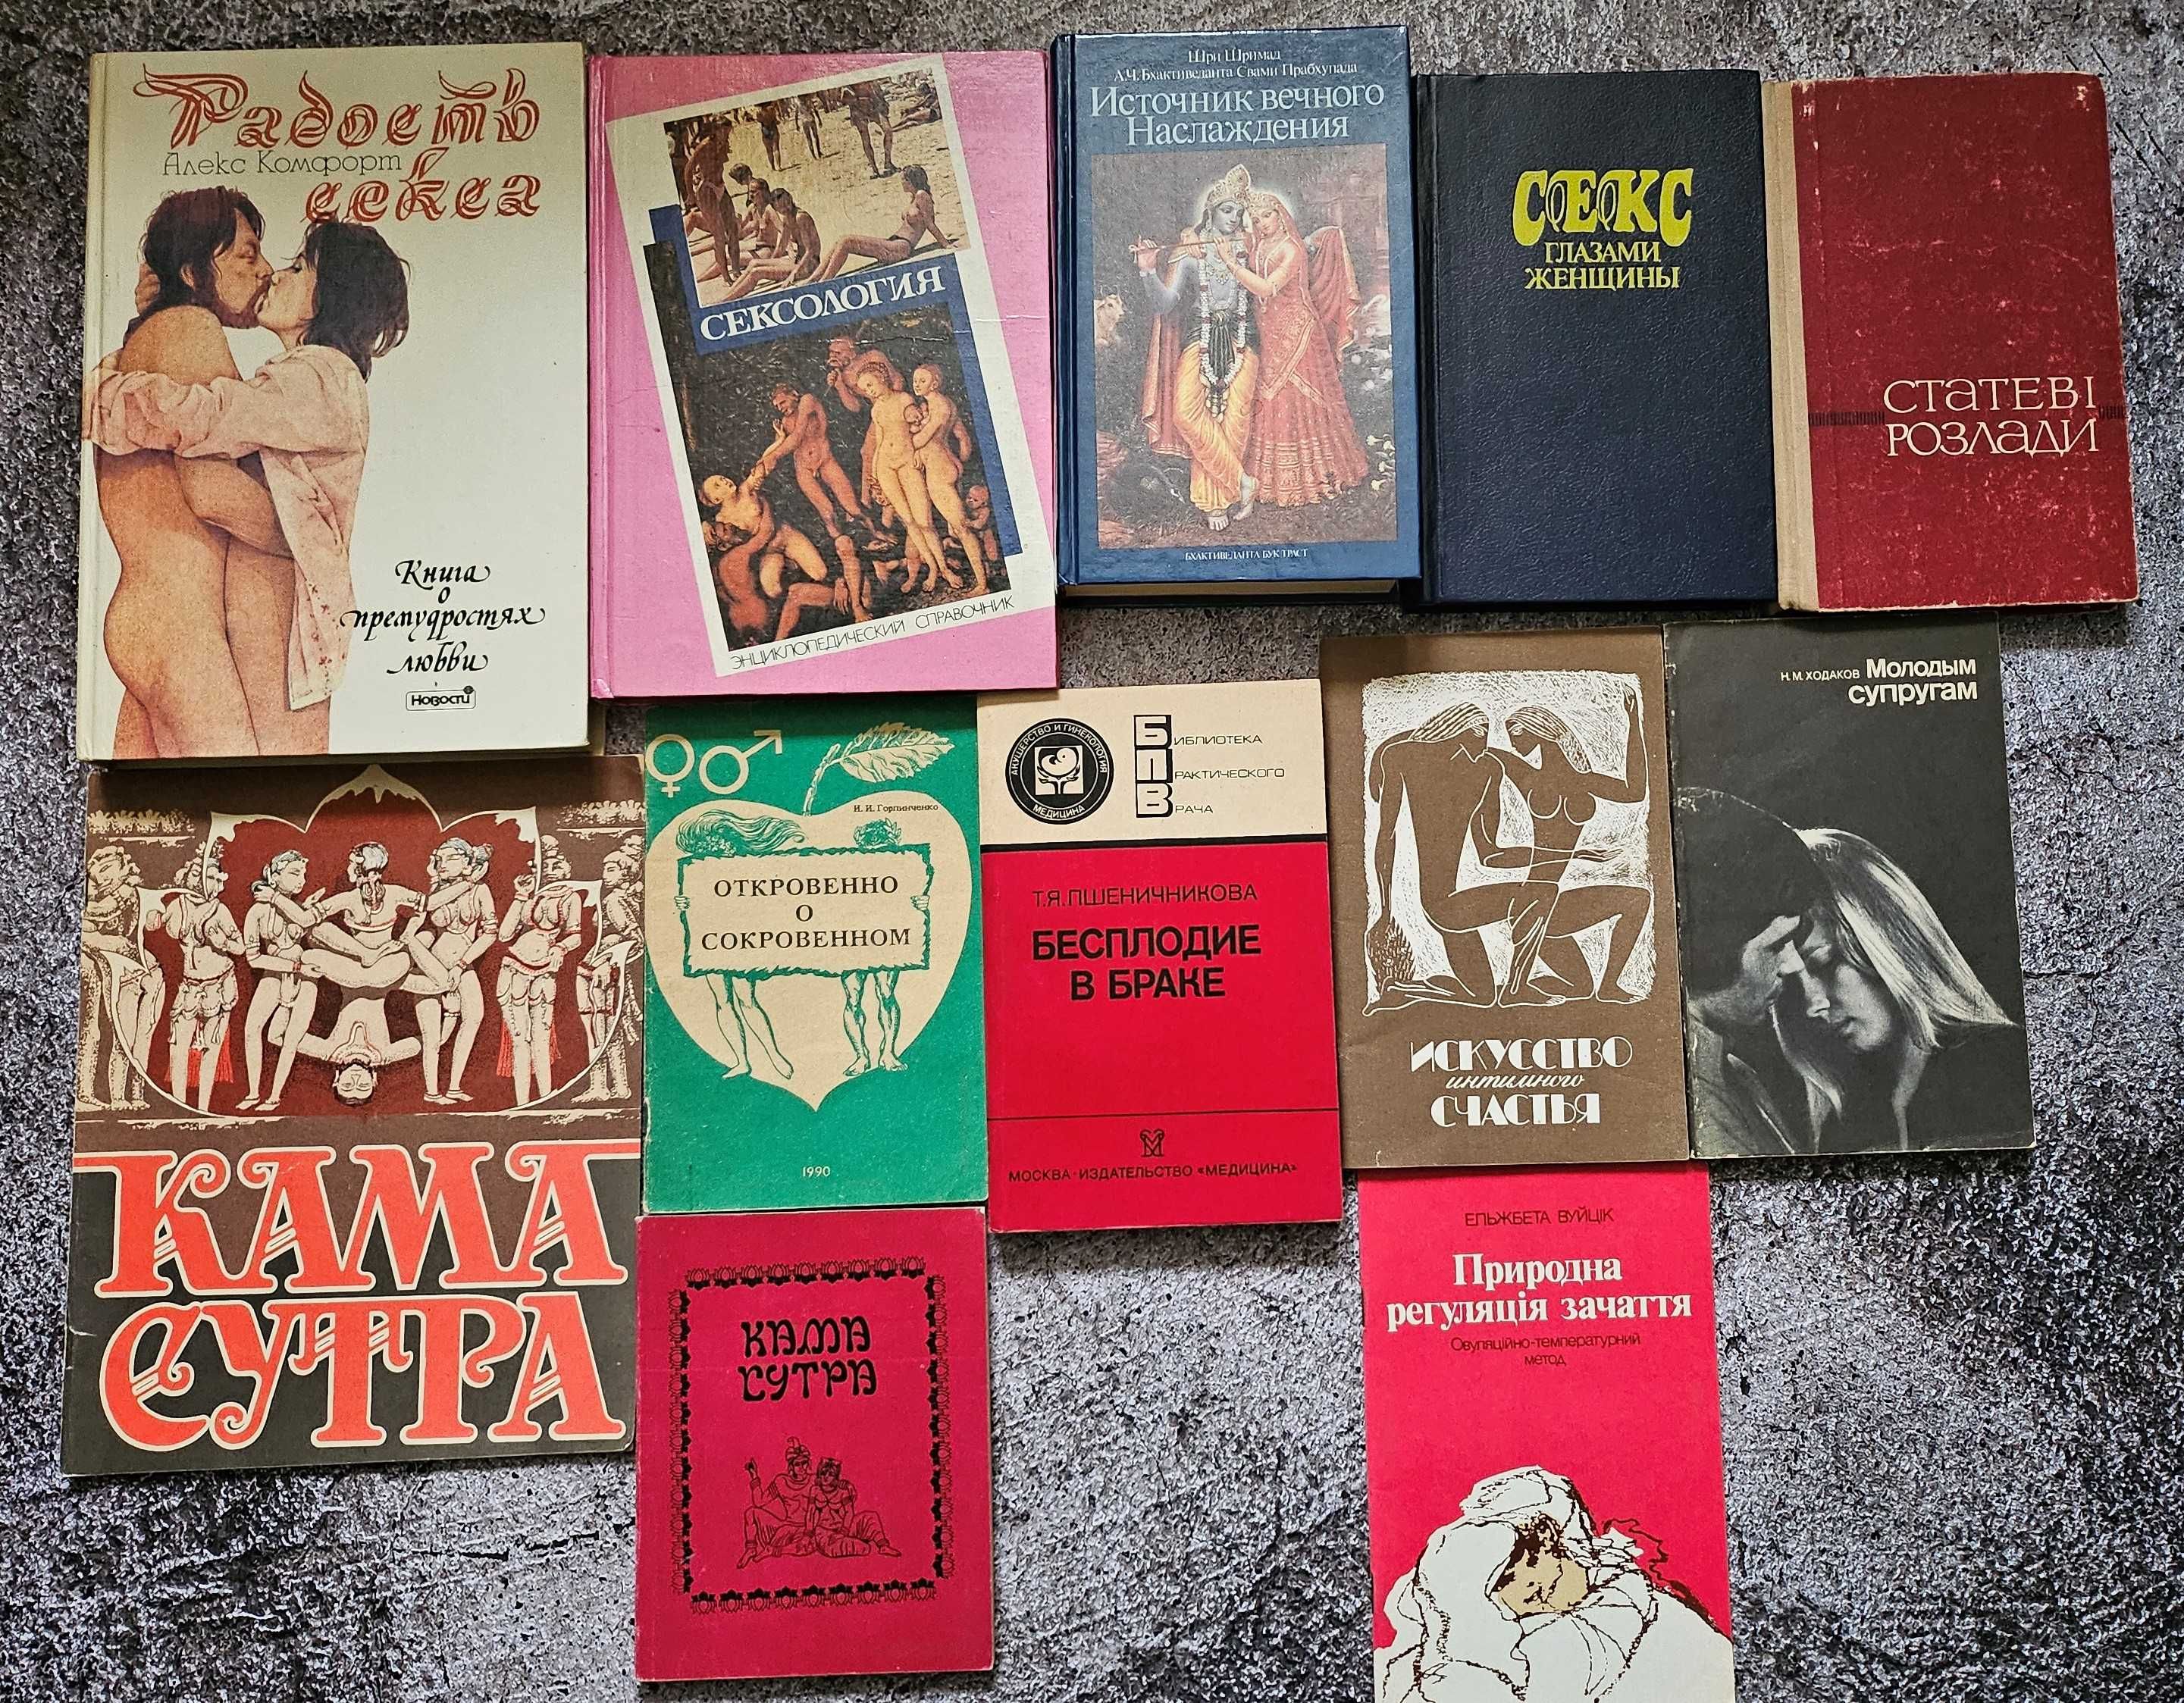 Радость
Алекс Комфорт
секса
Книга
о
премудростях
любви
Новости
СЕКСОЛОГИЯ
ЭНЦИКЛОПЕДИЧЕСКИЙ СПРАВОЧНИК
Шри Шримад
А.Ч. Бхактиведанта Свами Прабхупада
Источник вечного
Наслаждения
БХАКТИВЕДАНТА БУК ТРАСТ
СЕКС
ГЛАЗАМИ
ЖЕНЩИНЫ
СТАТЕВІ
РОЗЛАДИ
КАМА
СУТРА
И. И. Горпинченко
ОТКРОВЕННО
О
СОКРОВЕННОМ
1990
АКУШЕРСТВО И ГИНЕКОЛОГИЯ
МЕДИЦИНА
БИБЛИОТЕКА
ПРАКТИЧЕСКОГО
ВРАЧА
Т.Я. ПШЕНИЧНИКОВА
БЕСПЛОДИЕ
В БРАКЕ
МОСКВА · ИЗДАТЕЛЬСТВО «МЕДИЦИНА»
ИСКУССТВО
интимного
СЧАСТЬЯ
Н. М. ХОДАКОВ Молодым
супругам
КАМА
СУТРА
ЕЛЬЖБЕТА ВУЙЦІК
Природна
регуляція зачаття
Овуляційно-температурний
метод